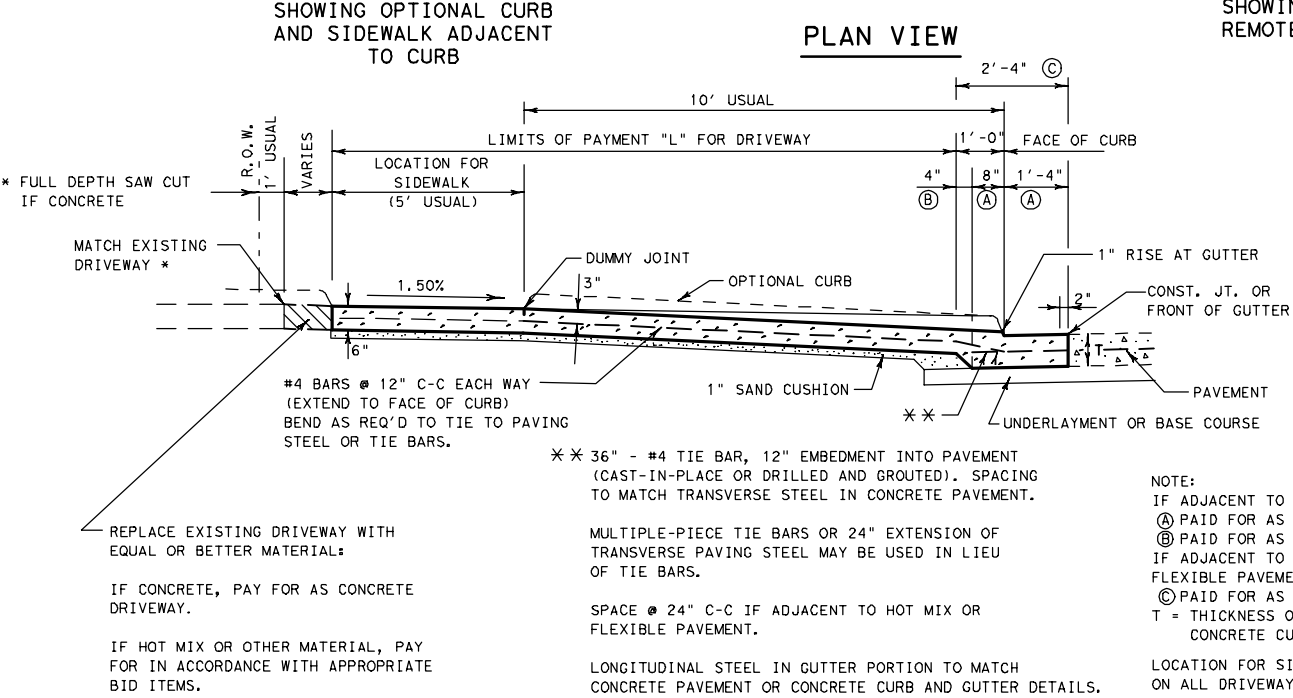 SHOWING OPTIONAL CURB
AND SIDEWALK ADJACENT
TO CURB
PLAN VIEW
SHOWIN
REMOTE
2'-4" Ⓒ
10' USUAL
R.O.W.
1' USUAL
VARIES
LIMITS OF PAYMENT "L" FOR DRIVEWAY
1'-0"
FACE OF CURB
* FULL DEPTH SAW CUT
IF CONCRETE
LOCATION FOR
SIDEWALK
(5' USUAL)
4"
Ⓑ
8"
Ⓐ
1'-4"
Ⓐ
MATCH EXISTING
DRIVEWAY *
1.50%
DUMMY JOINT
3"
OPTIONAL CURB
1" RISE AT GUTTER
2"
CONST. JT. OR
FRONT OF GUTTER
6"
T
#4 BARS @ 12" C-C EACH WAY
(EXTEND TO FACE OF CURB)
BEND AS REQ'D TO TIE TO PAVING
STEEL OR TIE BARS.
1" SAND CUSHION
**
PAVEMENT
UNDERLAYMENT OR BASE COURSE
** 36" - #4 TIE BAR, 12" EMBEDMENT INTO PAVEMENT
(CAST-IN-PLACE OR DRILLED AND GROUTED). SPACING
TO MATCH TRANSVERSE STEEL IN CONCRETE PAVEMENT.
MULTIPLE-PIECE TIE BARS OR 24" EXTENSION OF
TRANSVERSE PAVING STEEL MAY BE USED IN LIEU
OF TIE BARS.
SPACE @ 24" C-C IF ADJACENT TO HOT MIX OR
FLEXIBLE PAVEMENT.
LONGITUDINAL STEEL IN GUTTER PORTION TO MATCH
CONCRETE PAVEMENT OR CONCRETE CURB AND GUTTER DETAILS.
REPLACE EXISTING DRIVEWAY WITH
EQUAL OR BETTER MATERIAL:
IF CONCRETE, PAY FOR AS CONCRETE
DRIVEWAY.
IF HOT MIX OR OTHER MATERIAL, PAY
FOR IN ACCORDANCE WITH APPROPRIATE
BID ITEMS.
NOTE:
IF ADJACENT TO
Ⓐ PAID FOR AS
Ⓑ PAID FOR AS
IF ADJACENT TO
FLEXIBLE PAVEME
Ⓒ PAID FOR AS
T = THICKNESS O
CONCRETE CU
LOCATION FOR SI
ON ALL DRIVEWAY